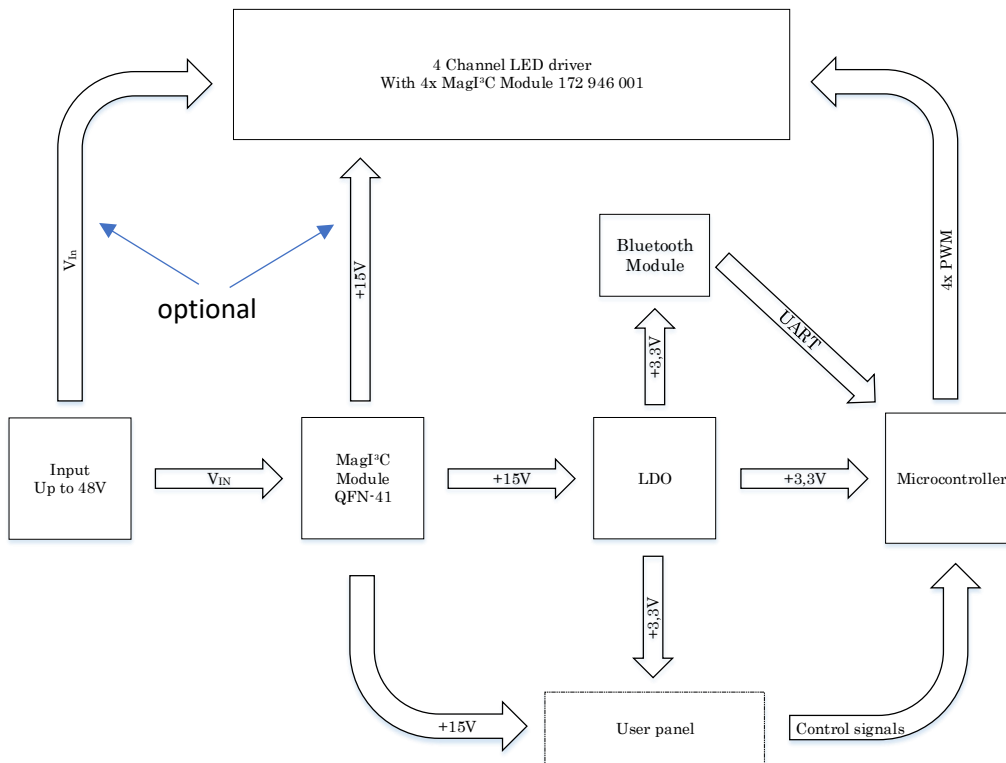 4 Channel LED driver
With 4x MagI³C Module 172 946 001
V_In
optional
+15V
Bluetooth
Module
UART
4x PWM
+3,3V
Input
Up to 48V
V_IN
MagI³C
Module
QFN-41
+15V
LDO
+3,3V
Microcontroller
+3,3V
+15V
User panel
Control signals